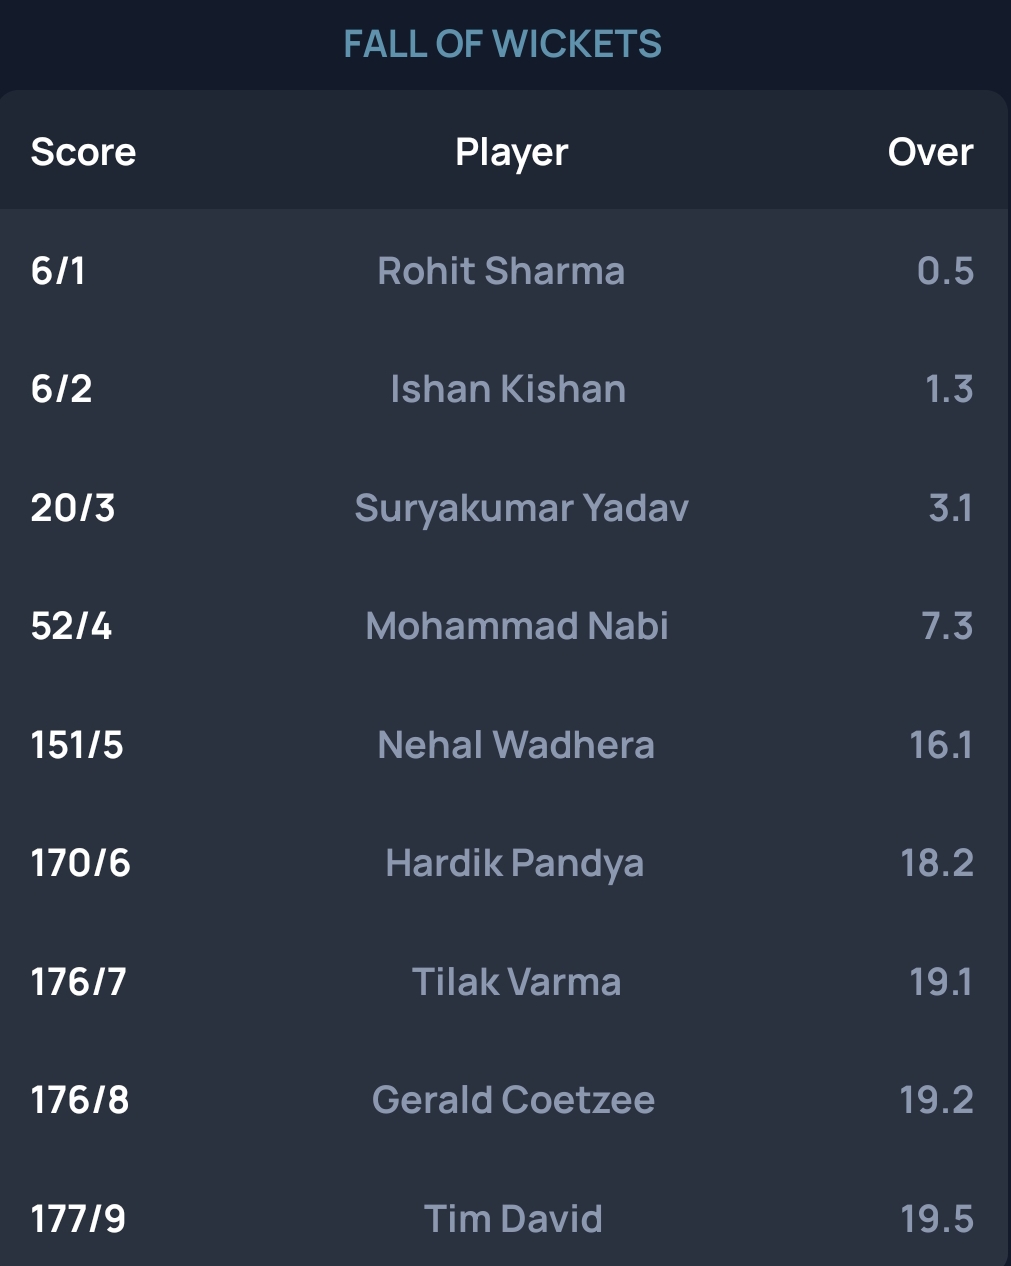 FALL OF WICKETS
Score Player Over
6/1 Rohit Sharma 0.5
6/2 Ishan Kishan 1.3
20/3 Suryakumar Yadav 3.1
52/4 Mohammad Nabi 7.3
151/5 Nehal Wadhera 16.1
170/6 Hardik Pandya 18.2
176/7 Tilak Varma 19.1
176/8 Gerald Coetzee 19.2
177/9 Tim David 19.5